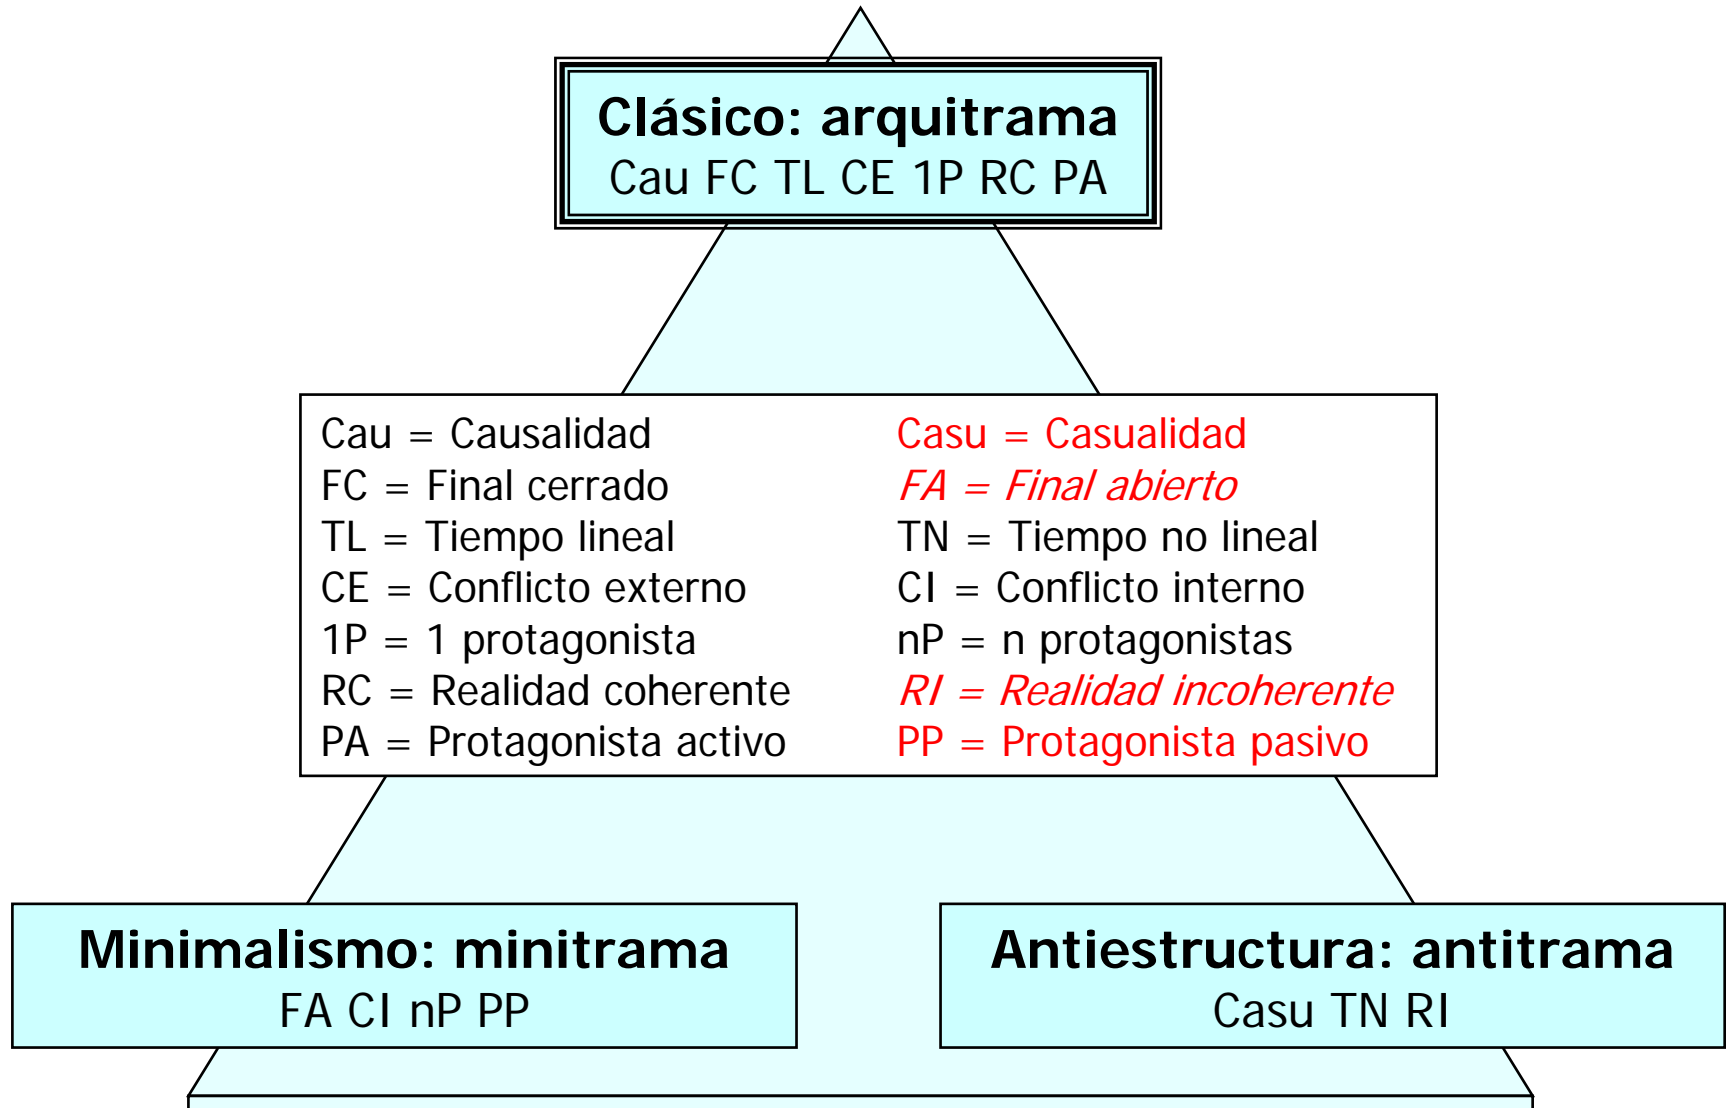 Clásico: arquitrama
Cau FC TL CE 1P RC PA
Cau = Causalidad
FC = Final cerrado
TL = Tiempo lineal
CE = Conflicto externo
1P = 1 protagonista
RC = Realidad coherente
PA = Protagonista activo
Casu = Casualidad
FA = Final abierto
TN = Tiempo no lineal
CI = Conflicto interno
nP = n protagonistas
RI = Realidad incoherente
PP = Protagonista pasivo
Minimalismo: minitrama
FA CI nP PP
Antiestructura: antitrama
Casu TN RI